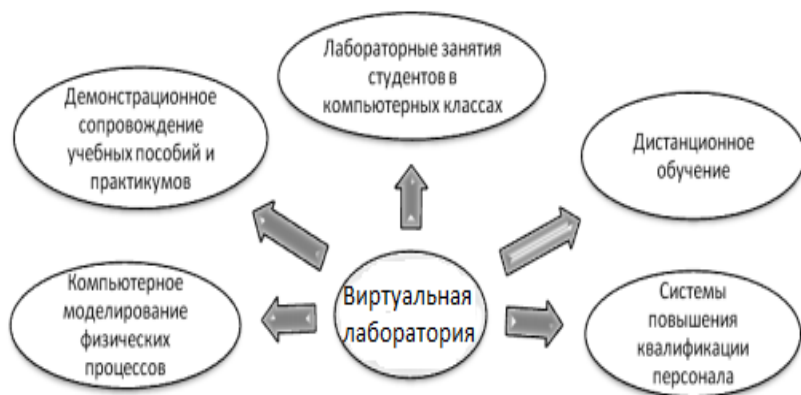 Лабораторные занятия
студентов в
компьютерных классах
Демонстрационное
сопровождение
учебных пособий и
практикумов
Дистанционное
обучение
Компьютерное
моделирование
физических
процессов
Виртуальная
лаборатория
Системы
повышения
квалификации
персонала